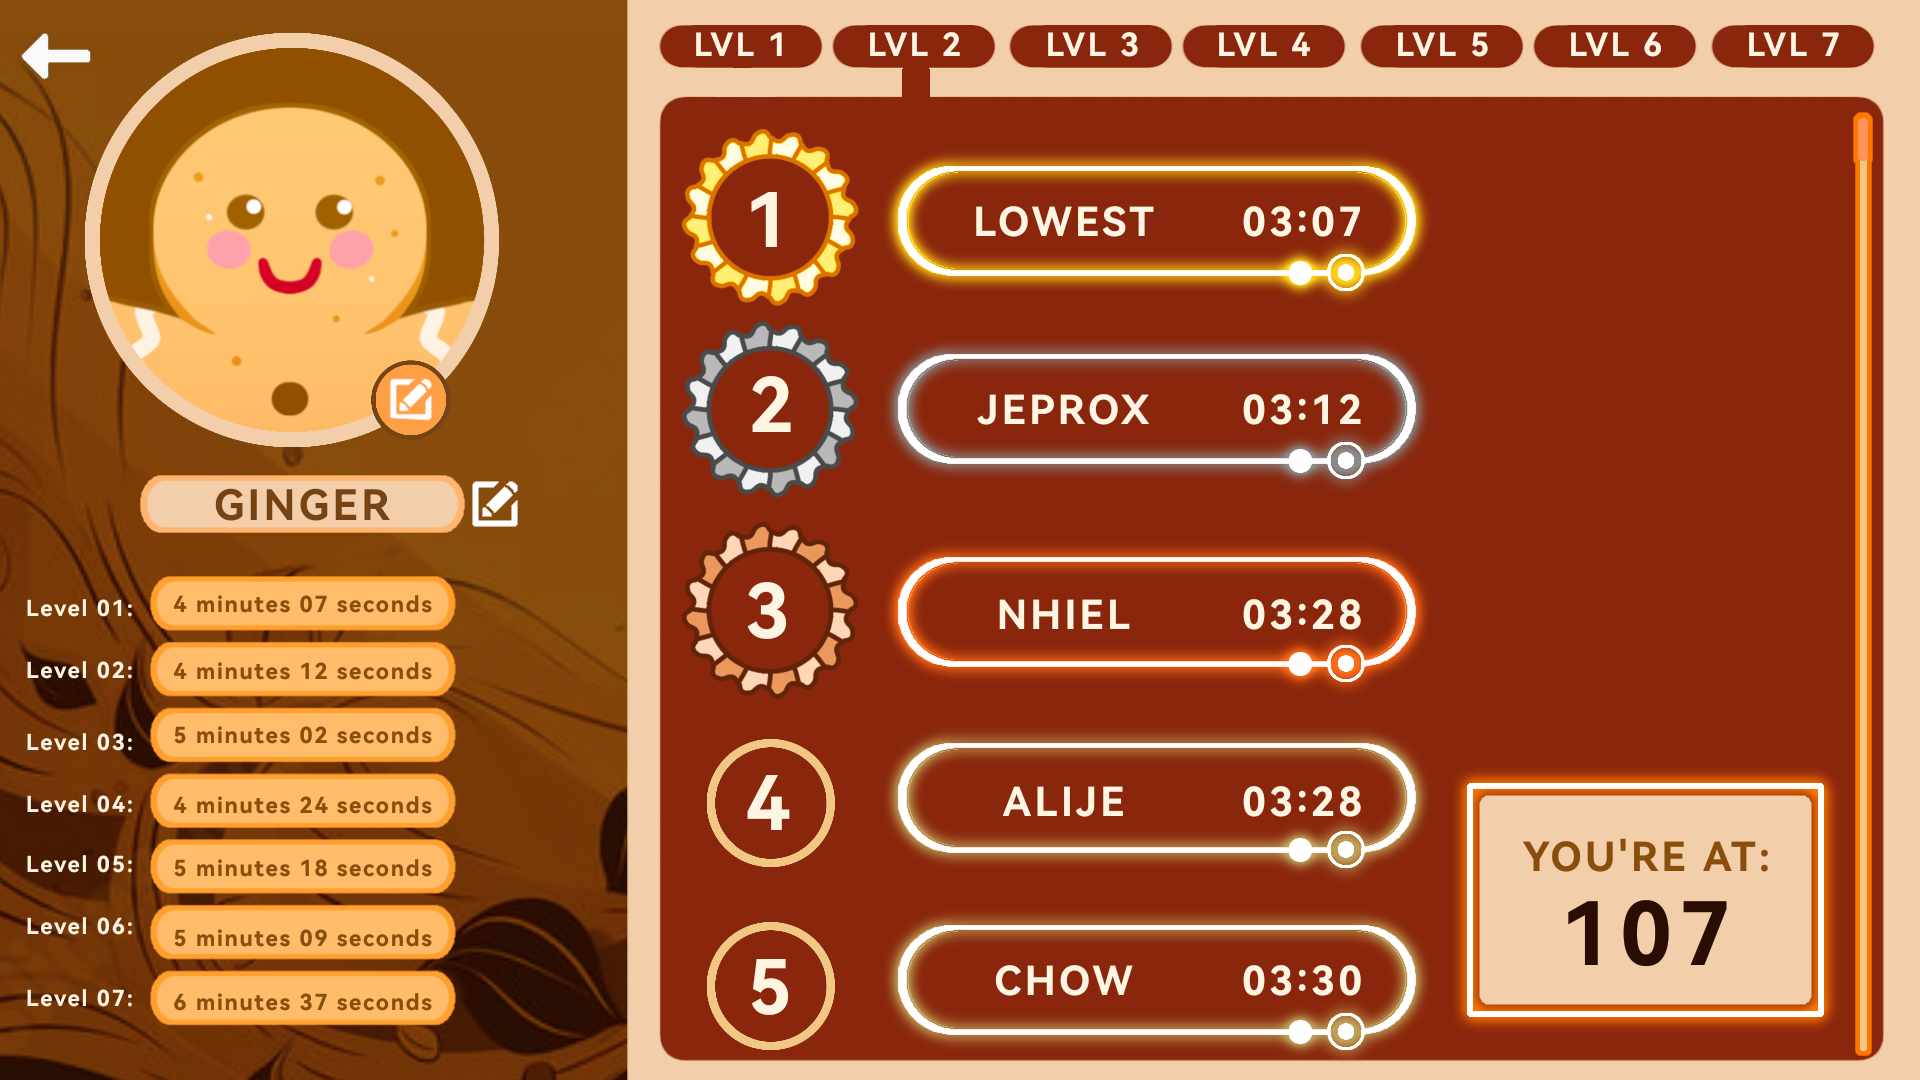 GINGER
Level 01: 4 minutes 07 seconds
Level 02: 4 minutes 12 seconds
Level 03: 5 minutes 02 seconds
Level 04: 4 minutes 24 seconds
Level 05: 5 minutes 18 seconds
Level 06: 5 minutes 09 seconds
Level 07: 6 minutes 37 seconds
LVL 1 LVL 2 LVL 3 LVL 4 LVL 5 LVL 6 LVL 7
1 LOWEST 03:07
2 JEPROX 03:12
3 NHIEL 03:28
4 ALIJE 03:28
5 CHOW 03:30
YOU'RE AT:
107